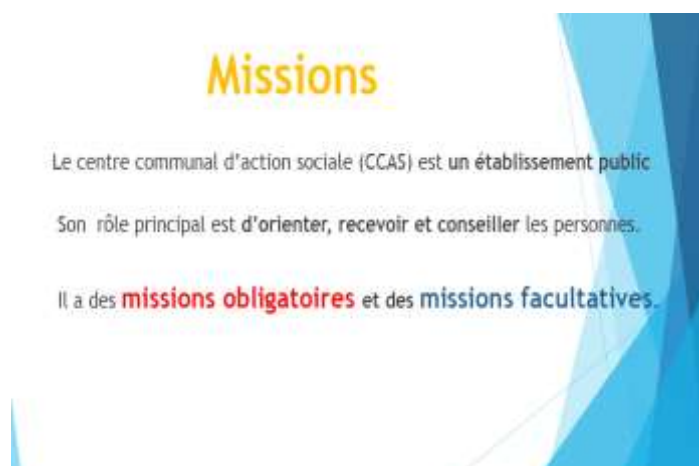 Missions
Le centre communal d'action sociale (CCAS) est un établissement public
Son rôle principal est d'orienter, recevoir et conseiller les personnes.
Il a des missions obligatoires et des missions facultatives.